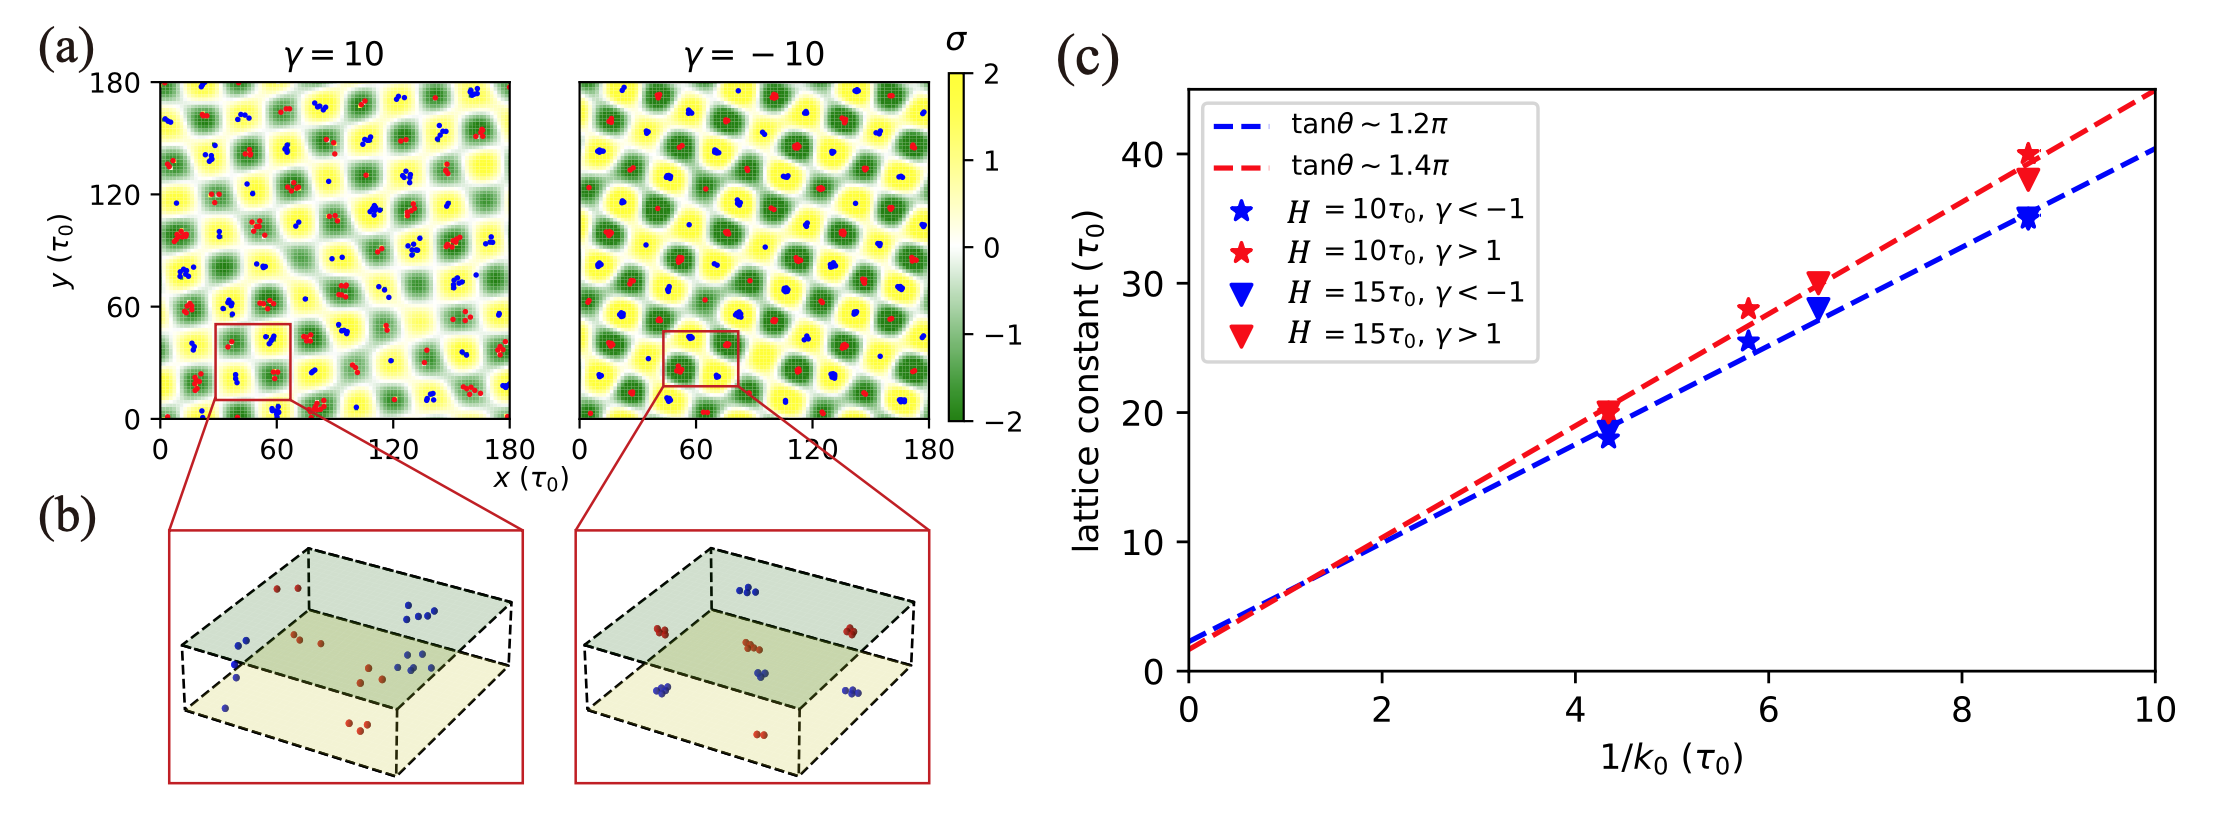 (a)
γ = 10
γ = − 10
σ
180
120
60
0
y (τ₀)
0 60 120 180
0 60 120 180
x (τ₀)
2
1
0
−1
−2
(b)
(c)
tanθ ~ 1.2π
tanθ ~ 1.4π
H = 10τ₀, γ < −1
H = 10τ₀, γ > 1
H = 15τ₀, γ < −1
H = 15τ₀, γ > 1
lattice constant (τ₀)
40
30
20
10
0
0 2 4 6 8 10
1/k₀ (τ₀)